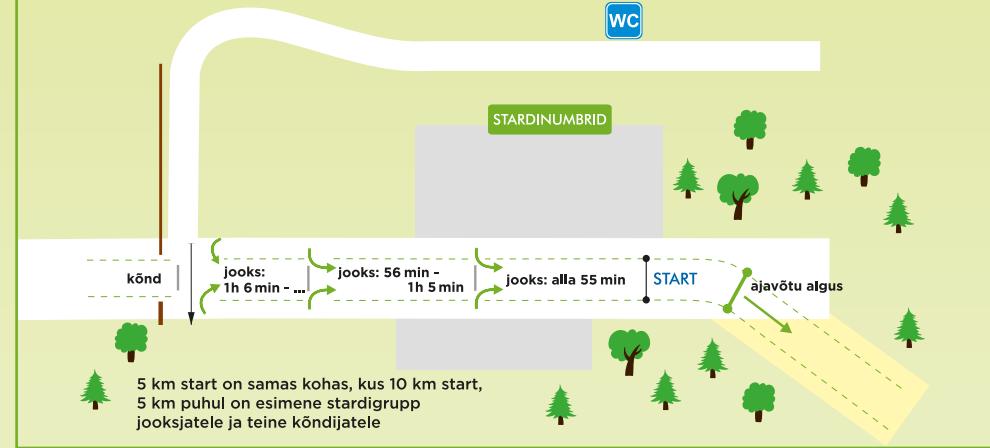 WC
STARDINUMBRID
kõnd
jooks:
1h 6 min - ...
jooks: 56 min -
1h 5 min
jooks: alla 55 min
START
ajavõtu algus
5 km start on samas kohas, kus 10 km start,
5 km puhul on esimene stardigrupp
jooksjatele ja teine kõndijatele